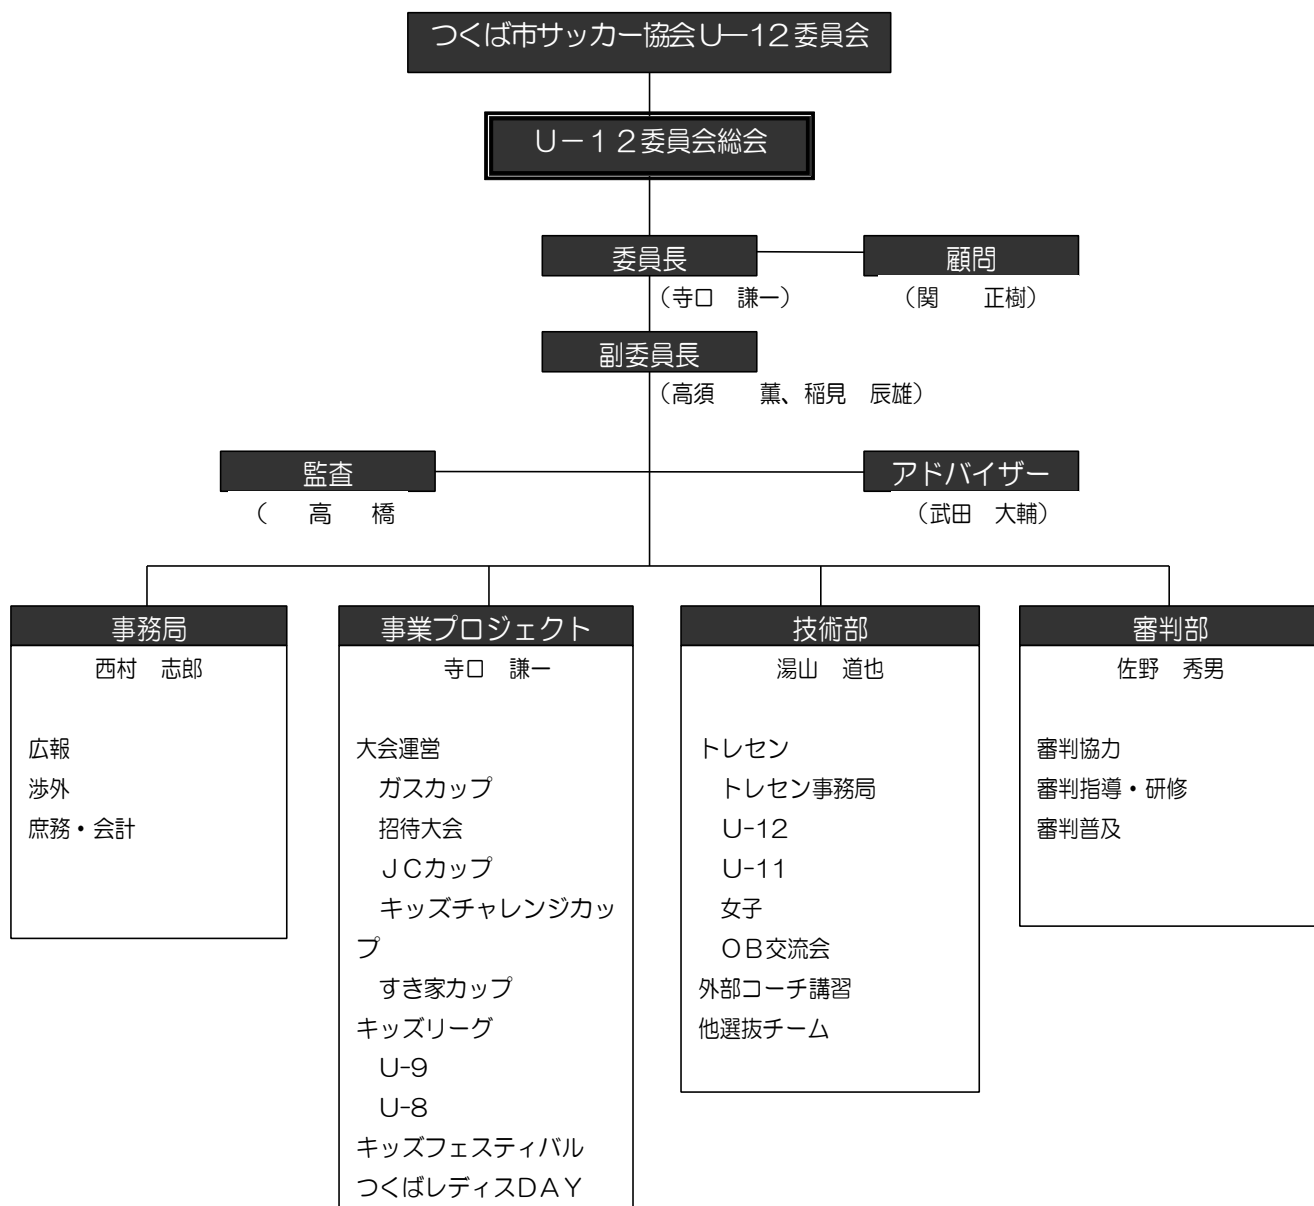 つくば市サッカー協会U―12委員会
U－１２委員会総会
委員長
顧問
（寺口　謙一）
（関　　正樹）
副委員長
（高須　　薫、稲見　辰雄）
監査
アドバイザー
（　高　橋
（武田　大輔）
事務局
西村　志郎
広報
渉外
庶務・会計
事業プロジェクト
寺口　謙一
大会運営
ガスカップ
招待大会
ＪＣカップ
キッズチャレンジカッ
プ
すき家カップ
キッズリーグ
U-9
U-8
キッズフェスティバル
つくばレディスDAY
技術部
湯山　道也
トレセン
トレセン事務局
U-12
U-11
女子
ＯＢ交流会
外部コーチ講習
他選抜チーム
審判部
佐野　秀男
審判協力
審判指導・研修
審判普及